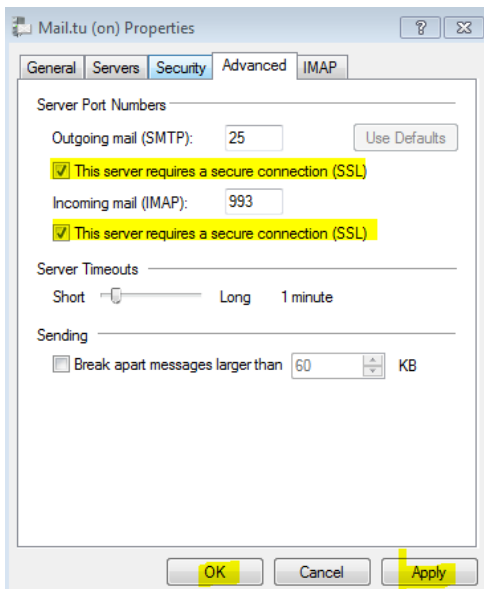 Mail.tu (on) Properties
General Servers Security Advanced IMAP
Server Port Numbers
Outgoing mail (SMTP): 25 Use Defaults
This server requires a secure connection (SSL)
Incoming mail (IMAP): 993
This server requires a secure connection (SSL)
Server Timeouts
Short Long 1 minute
Sending
Break apart messages larger than 60 KB
OK Cancel Apply